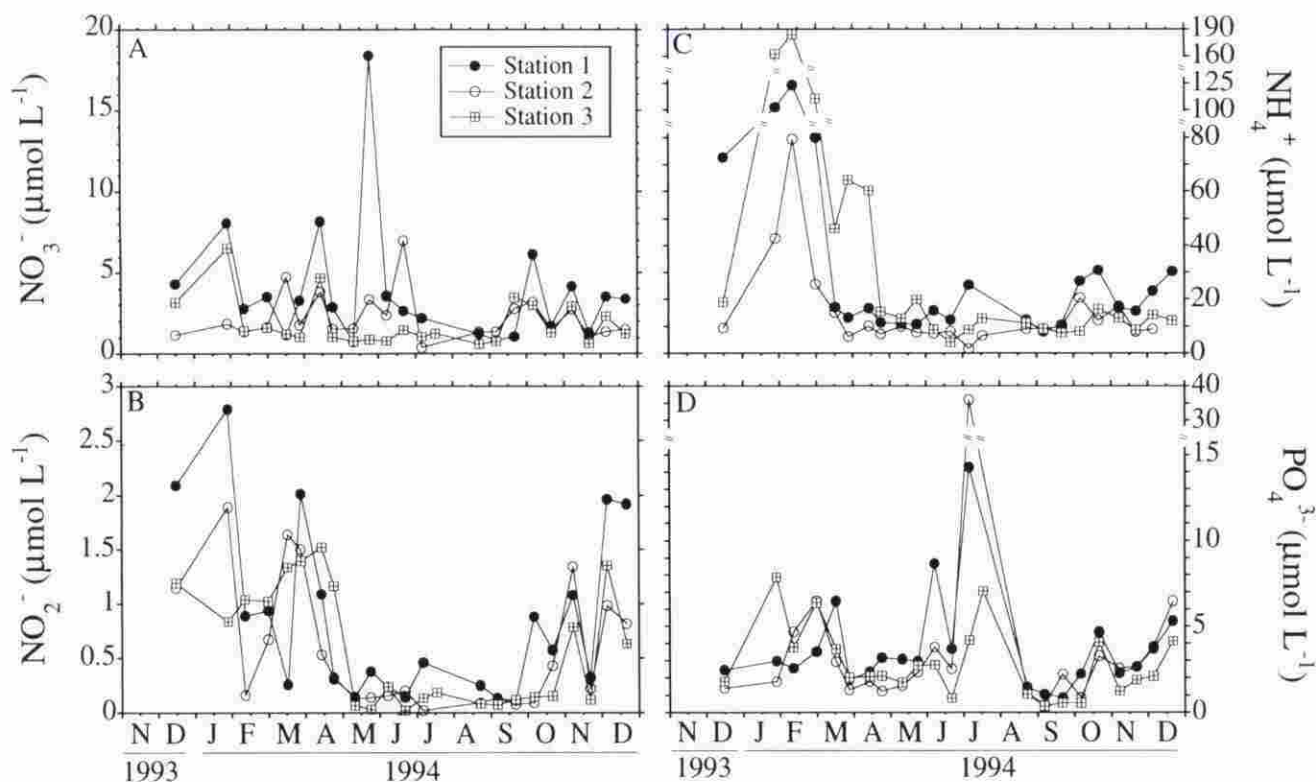 A
NO3- (µmol L-1)
20
15
10
5
0
Station 1
Station 2
Station 3
C
190
160
125
100
80
60
40
20
0
NH4+ (µmol L-1)
B
NO2- (µmol L-1)
3
2.5
2
1.5
1
0.5
0
D
40
30
15
10
5
0
PO43- (µmol L-1)
N D J F M A M J J A S O N D
1993 1994
N D J F M A M J J A S O N D
1993 1994